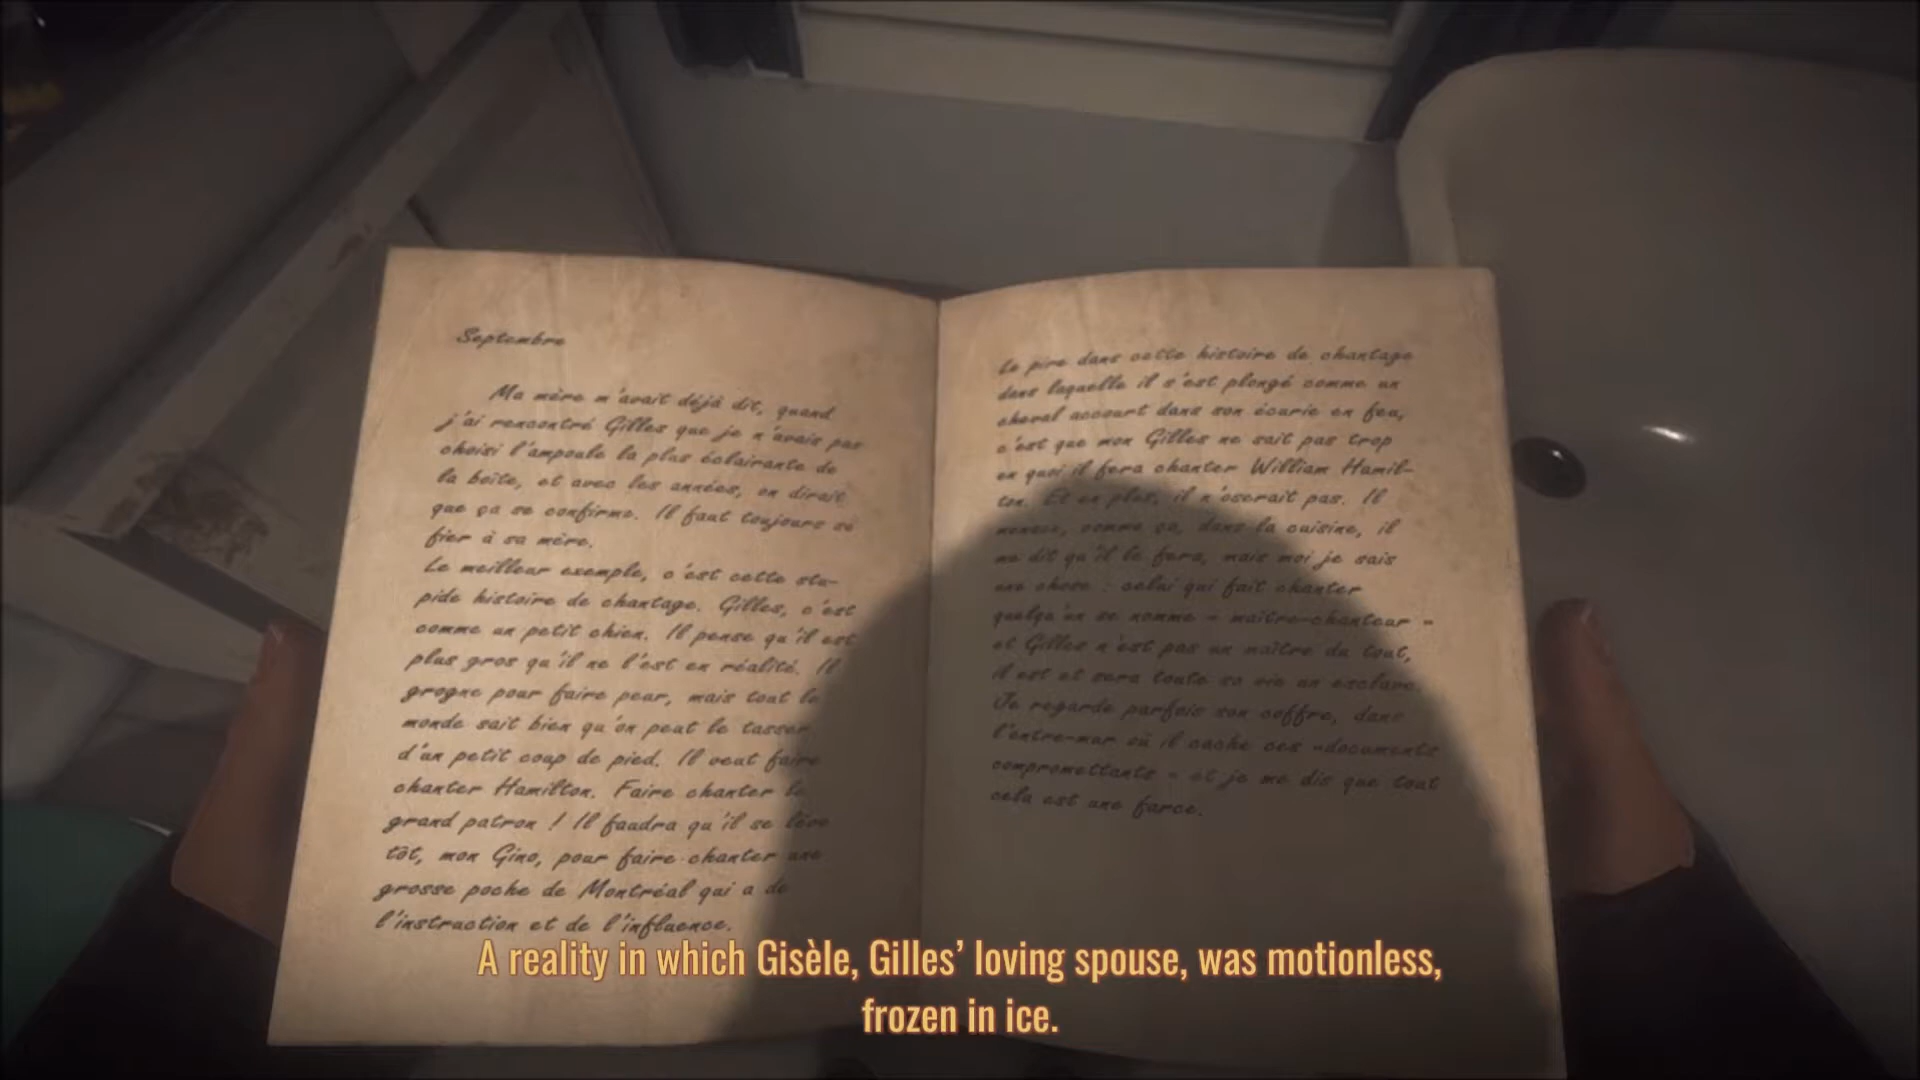 Septembre
Ma mère m'avait déjà dit, quand
j'ai rencontré Gilles que je n'avais pas
choisi l'ampoule la plus éclairante de
la boîte, et avec les années, on dirait
que ça se confirme. Il faut toujours se
fier à sa mère.
Le meilleur exemple, c'est cette stu-
pide histoire de chantage. Gilles, c'est
comme un petit chien. Il pense qu'il est
plus gros qu'il ne l'est en réalité. Il
grogne pour faire peur, mais tout le
monde sait bien qu'on peut le tasser
d'un petit coup de pied. Il veut faire
chanter Hamilton. Faire chanter le
grand patron ! Il faudra qu'il se lève
tôt, mon Gino, pour faire chanter une
grosse poche de Montréal qui a de
l'instruction et de l'influence.
Le pire dans cette histoire de chantage
dans laquelle il s'est plongé comme un
cheval accourt dans son écurie en feu,
c'est que mon Gilles ne sait pas trop
en quoi il fera chanter William Hamil-
ton. Et en plus, il n'oserait pas. Il
menace, comme ça, dans la cuisine, il
me dit qu'il le fera, mais moi je sais
une chose : celui qui fait chanter
quelqu'un se nomme « maître-chanteur »
et Gilles n'est pas un maître du tout,
il est et sera toute sa vie un esclave.
Je regarde parfois son coffre, dans
l'entre-mur où il cache ces «documents
compromettants » et je me dis que tout
cela est une farce.
A reality in which Gisèle, Gilles' loving spouse, was motionless,
frozen in ice.